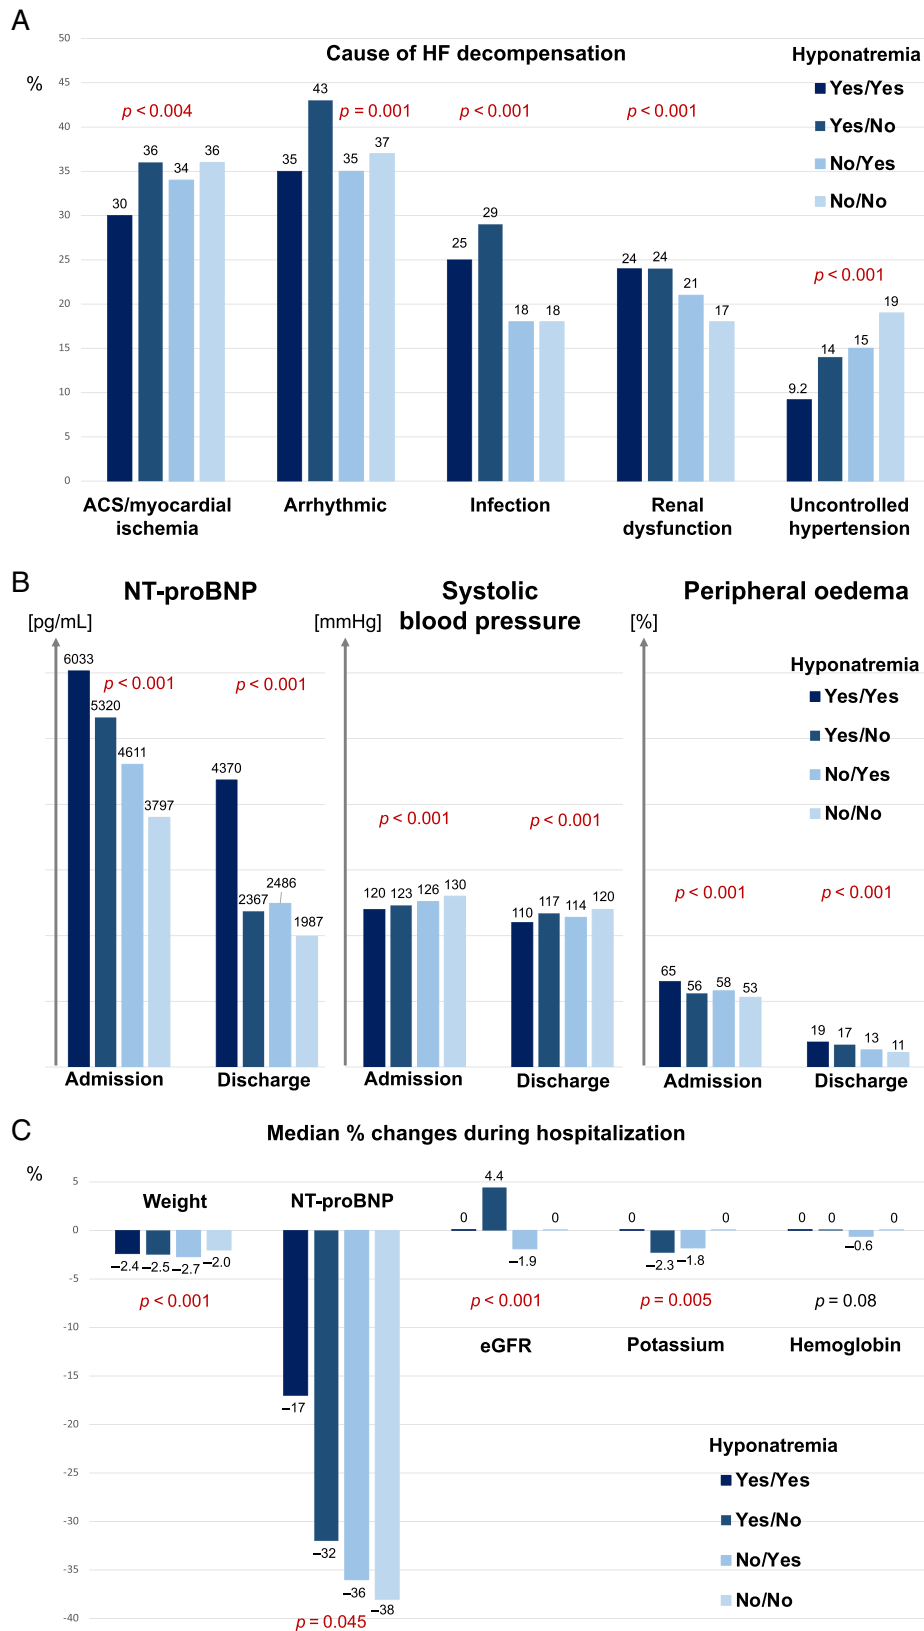 A
Cause of HF decompensation
Hyponatremia
Yes/Yes
Yes/No
No/Yes
No/No
%
50
45
40
35
30
25
20
15
10
5
0
p < 0.004
p = 0.001
p < 0.001
p < 0.001
p < 0.001
30
36
34
36
35
43
35
37
25
29
18
18
24
24
21
17
9.2
14
15
19
ACS/myocardial
ischemia
Arrhythmic
Infection
Renal
dysfunction
Uncontrolled
hypertension
B
NT-proBNP
Systolic
blood pressure
Peripheral oedema
[pg/mL]
[mmHg]
[%]
Hyponatremia
Yes/Yes
Yes/No
No/Yes
No/No
6033
5320
4611
3797
p < 0.001
4370
2367
2486
1987
p < 0.001
120
123
126
130
p < 0.001
110
117
114
120
p < 0.001
65
56
58
53
p < 0.001
19
17
13
11
p < 0.001
Admission
Discharge
Admission
Discharge
Admission
Discharge
C
Median % changes during hospitalization
%
5
0
-5
-10
-15
-20
-25
-30
-35
-40
Weight
–2.4
–2.5
–2.7
–2.0
p < 0.001
NT-proBNP
–17
–32
–36
–38
p = 0.045
0
4.4
–1.9
0
p < 0.001
eGFR
0
–2.3
–1.8
0
p = 0.005
Potassium
0
0
–0.6
0
p = 0.08
Hemoglobin
Hyponatremia
Yes/Yes
Yes/No
No/Yes
No/No